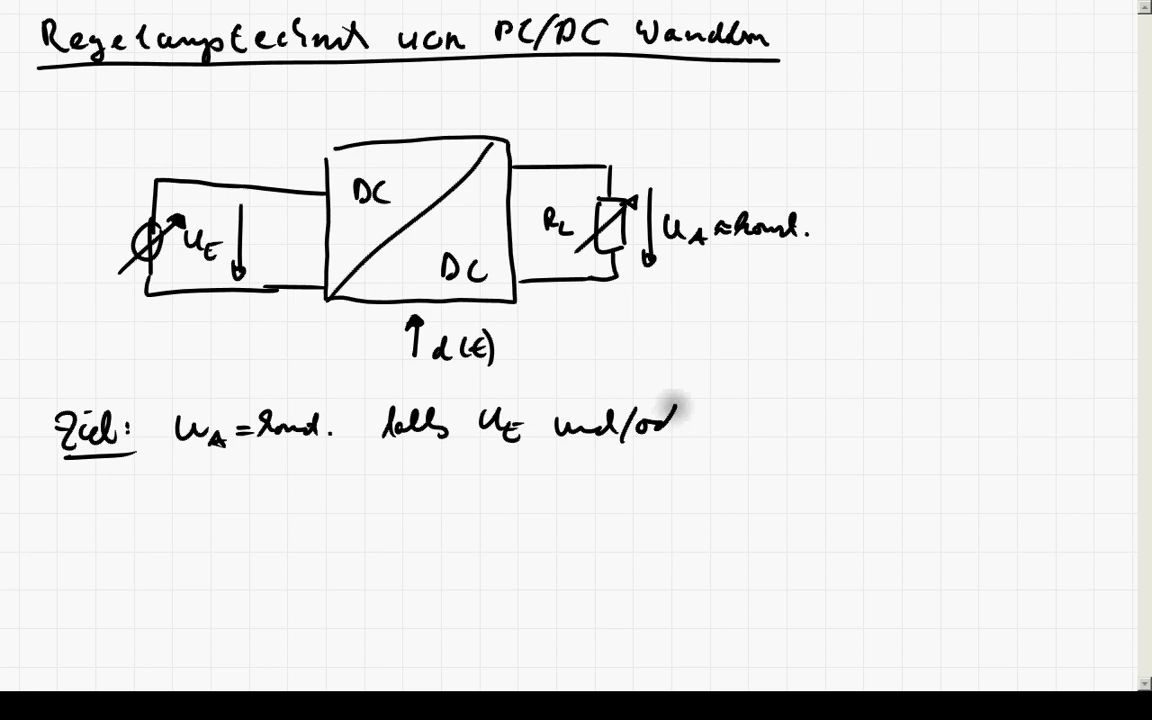 Regelungstechnik von DC/DC Wandlern
DC
U_E
R_L
U_A = konst.
DC
d(t)
Ziel: U_A = konst. falls U_E und/od